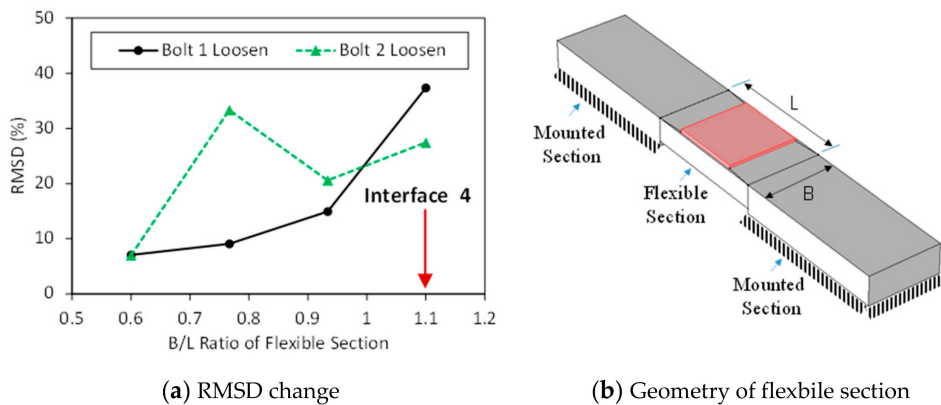 50
40
30
20
10
0
RMSD (%)
Bolt 1 Loosen
Bolt 2 Loosen
Interface 4
0.5 0.6 0.7 0.8 0.9 1 1.1 1.2
B/L Ratio of Flexible Section
(a) RMSD change
L
B
Mounted
Section
Flexible
Section
Mounted
Section
(b) Geometry of flexbile section